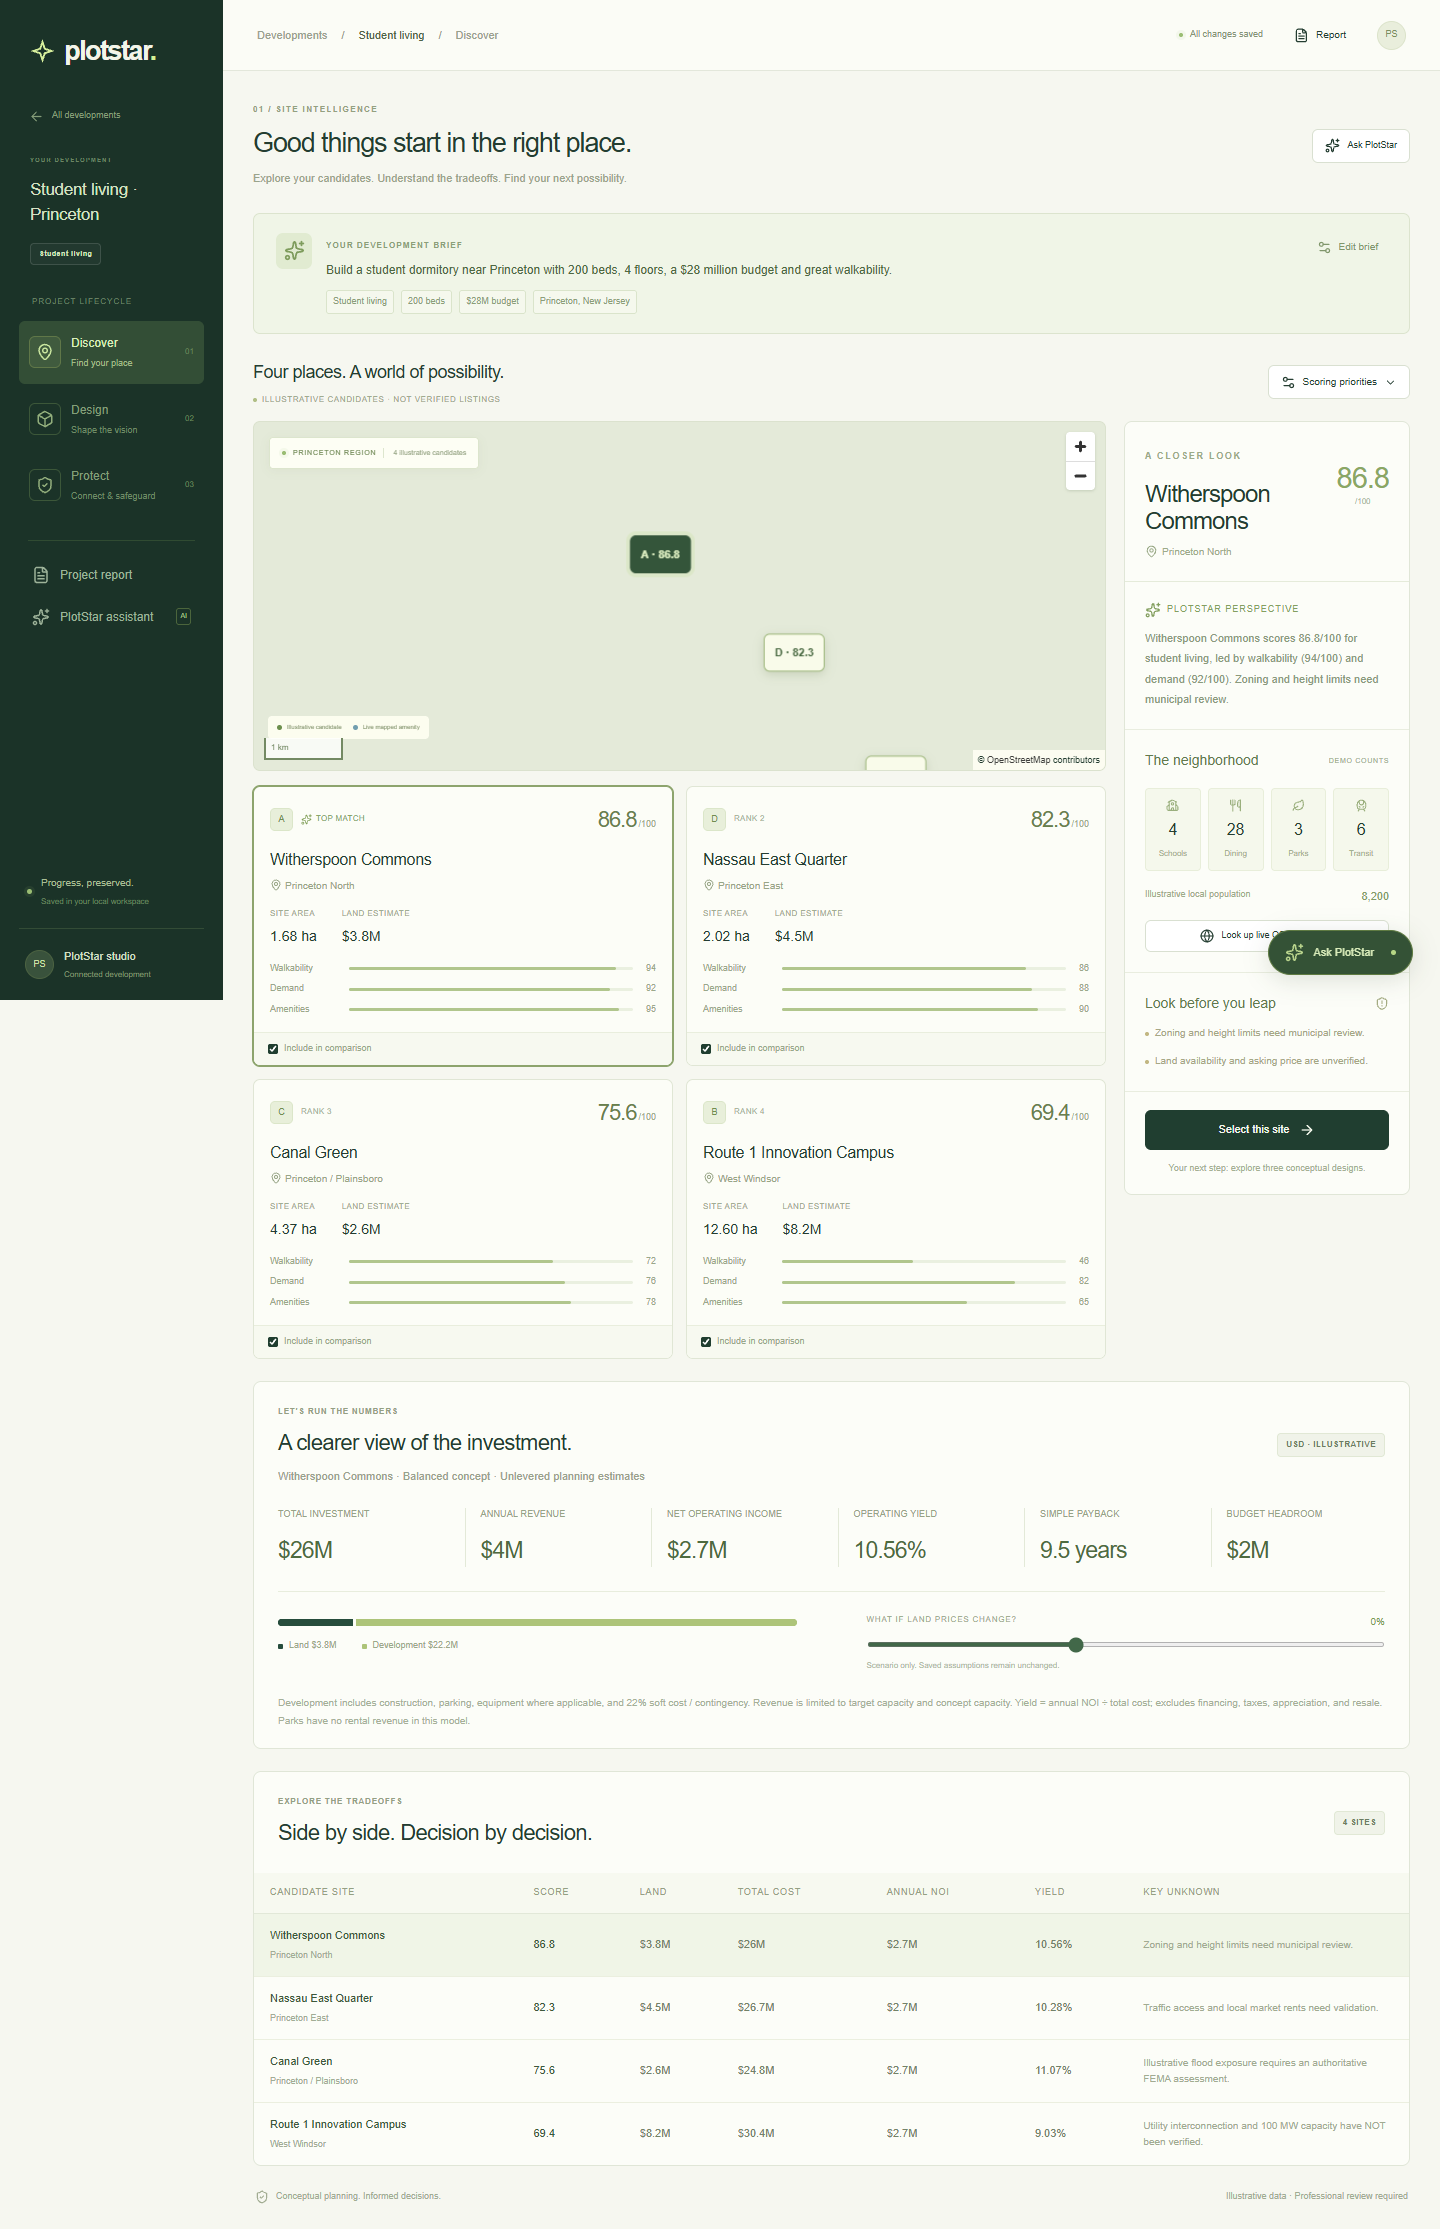 plotstar.
All developments
YOUR DEVELOPMENT
Student living ·
Princeton
Student living
PROJECT LIFECYCLE
Discover
Find your place
01
Design
Shape the vision
02
Protect
Connect & safeguard
03
Project report
PlotStar assistant
AI
Progress, preserved.
Saved in your local workspace
PS
PlotStar studio
Connected development
Developments / Student living / Discover
All changes saved
Report
PS
01 / SITE INTELLIGENCE
Good things start in the right place.
Explore your candidates. Understand the tradeoffs. Find your next possibility.
Ask PlotStar
YOUR DEVELOPMENT BRIEF
Build a student dormitory near Princeton with 200 beds, 4 floors, a $28 million budget and great walkability.
Student living
200 beds
$28M budget
Princeton, New Jersey
Edit brief
Four places. A world of possibility.
ILLUSTRATIVE CANDIDATES · NOT VERIFIED LISTINGS
Scoring priorities
PRINCETON REGION
4 illustrative candidates
+
−
A · 86.8
D · 82.3
Illustrative candidate
Live mapped amenity
1 km
© OpenStreetMap contributors
A
TOP MATCH
86.8/100
Witherspoon Commons
Princeton North
SITE AREA
LAND ESTIMATE
1.68 ha
$3.8M
Walkability 94
Demand 92
Amenities 95
Include in comparison
D
RANK 2
82.3/100
Nassau East Quarter
Princeton East
SITE AREA
LAND ESTIMATE
2.02 ha
$4.5M
Walkability 86
Demand 88
Amenities 90
Include in comparison
C
RANK 3
75.6/100
Canal Green
Princeton / Plainsboro
SITE AREA
LAND ESTIMATE
4.37 ha
$2.6M
Walkability 72
Demand 76
Amenities 78
Include in comparison
B
RANK 4
69.4/100
Route 1 Innovation Campus
West Windsor
SITE AREA
LAND ESTIMATE
12.60 ha
$8.2M
Walkability 46
Demand 82
Amenities 65
Include in comparison
A CLOSER LOOK
Witherspoon
Commons
86.8
/100
Princeton North
PLOTSTAR PERSPECTIVE
Witherspoon Commons scores 86.8/100 for
student living, led by walkability (94/100) and
demand (92/100). Zoning and height limits need
municipal review.
The neighborhood
DEMO COUNTS
4
Schools
28
Dining
3
Parks
6
Transit
Illustrative local population
8,200
Look up live
Ask PlotStar
Look before you leap
Zoning and height limits need municipal review.
Land availability and asking price are unverified.
Select this site
Your next step: explore three conceptual designs.
LET'S RUN THE NUMBERS
A clearer view of the investment.
Witherspoon Commons · Balanced concept · Unlevered planning estimates
USD · ILLUSTRATIVE
TOTAL INVESTMENT
$26M
ANNUAL REVENUE
$4M
NET OPERATING INCOME
$2.7M
OPERATING YIELD
10.56%
SIMPLE PAYBACK
9.5 years
BUDGET HEADROOM
$2M
Land $3.8M
Development $22.2M
WHAT IF LAND PRICES CHANGE?
0%
Scenario only. Saved assumptions remain unchanged.
Development includes construction, parking, equipment where applicable, and 22% soft cost / contingency. Revenue is limited to target capacity and concept capacity. Yield = annual NOI ÷ total cost; excludes financing, taxes, appreciation, and resale.
Parks have no rental revenue in this model.
EXPLORE THE TRADEOFFS
Side by side. Decision by decision.
4 SITES
CANDIDATE SITE SCORE LAND TOTAL COST ANNUAL NOI YIELD KEY UNKNOWN
Witherspoon Commons
Princeton North
86.8 $3.8M $26M $2.7M 10.56% Zoning and height limits need municipal review.
Nassau East Quarter
Princeton East
82.3 $4.5M $26.7M $2.7M 10.28% Traffic access and local market rents need validation.
Canal Green
Princeton / Plainsboro
75.6 $2.6M $24.8M $2.7M 11.07% Illustrative flood exposure requires an authoritative
FEMA assessment.
Route 1 Innovation Campus
West Windsor
69.4 $8.2M $30.4M $2.7M 9.03% Utility interconnection and 100 MW capacity have NOT
been verified.
Conceptual planning. Informed decisions.
Illustrative data · Professional review required